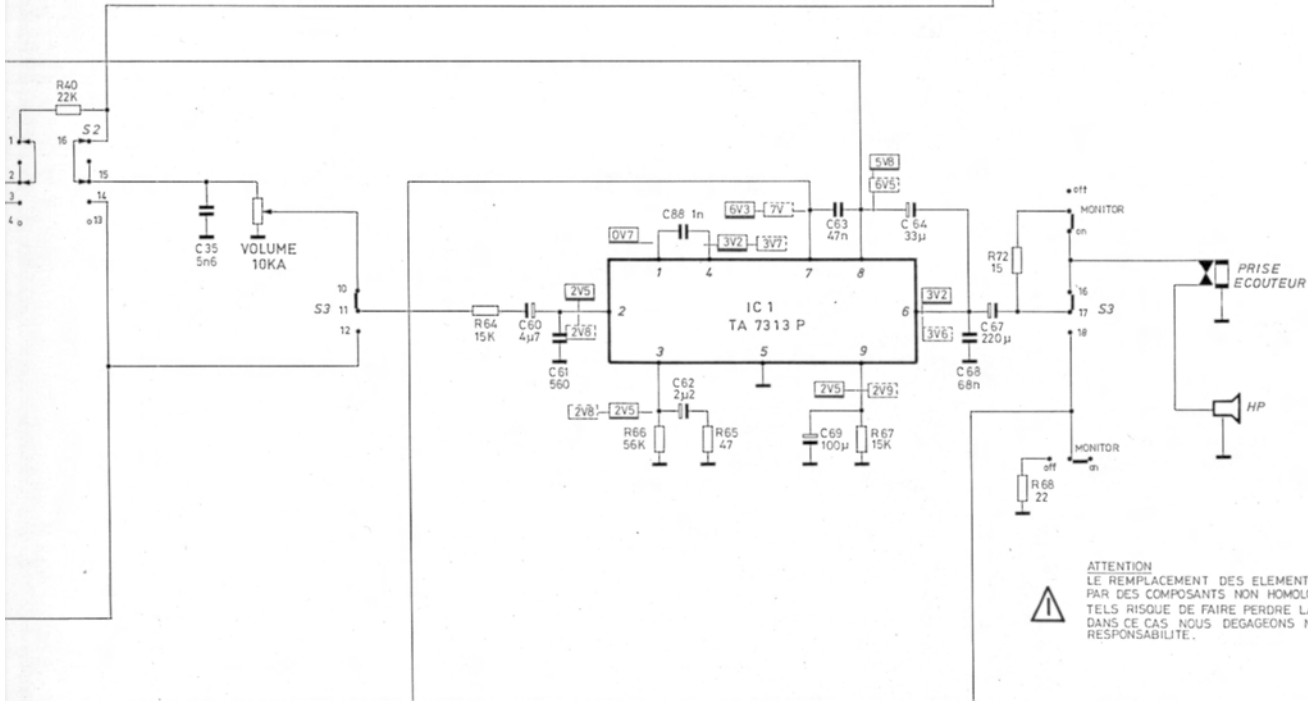 R40
22K
S2
1
16
2
15
3
14
4
13
C35
5n6
VOLUME
10KA
10
S3
11
12
R64
15K
C60
4µ7
C61
560
2V5
2V8
0V7
C88 1n
3V2
3V7
6V3
7V
C63
47n
5V8
6V5
C 64
33µ
1
4
7
8
2
IC 1
TA 7313 P
6
3
5
9
3V2
3V6
C67
220µ
C68
68n
2V8
2V5
C62
2µ2
R66
56K
R65
47
2V5
2V9
C69
100µ
R67
15K
off
MONITOR
on
R72
15
16
17
S3
18
PRISE
ECOUTEUR
HP
MONITOR
off
on
R68
22
ATTENTION
LE REMPLACEMENT DES ELEMENT
PAR DES COMPOSANTS NON HOMOL
TELS RISQUE DE FAIRE PERDRE LA
DANS CE CAS NOUS DEGAGEONS N
RESPONSABILITE.